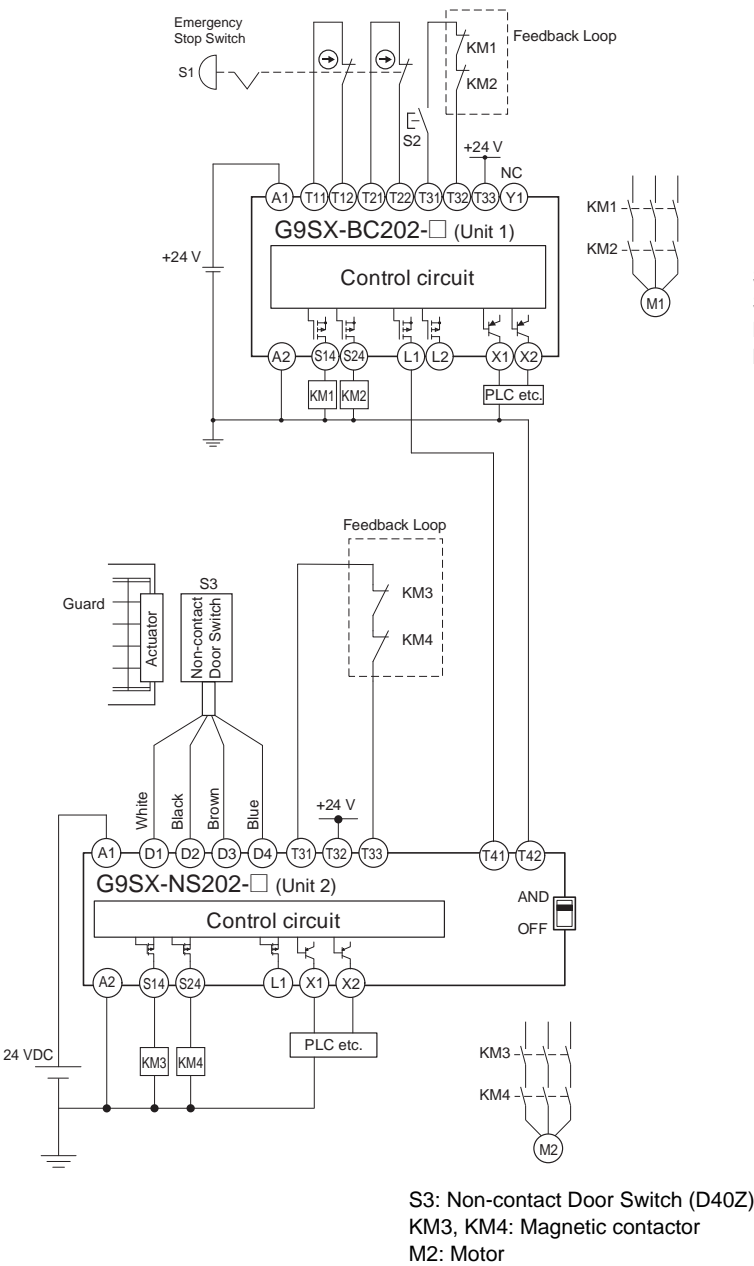 Emergency
Stop Switch
S1
KM1
KM2
Feedback Loop
S2
+24 V
NC
A1 T11 T12 T21 T22 T31 T32 T33 Y1
G9SX-BC202-□ (Unit 1)
Control circuit
+24 V
KM1
KM2
M1
A2 S14 S24 L1 L2 X1 X2
KM1 KM2 PLC etc.
Feedback Loop
KM3
KM4
Guard
Actuator
S3
Non-contact
Door Switch
White
Black
Brown
Blue
+24 V
A1 D1 D2 D3 D4 T31 T32 T33 T41 T42
G9SX-NS202-□ (Unit 2)
Control circuit
AND
OFF
A2 S14 S24 L1 X1 X2
24 VDC
KM3 KM4 PLC etc.
KM3
KM4
M2
S3: Non-contact Door Switch (D40Z)
KM3, KM4: Magnetic contactor
M2: Motor